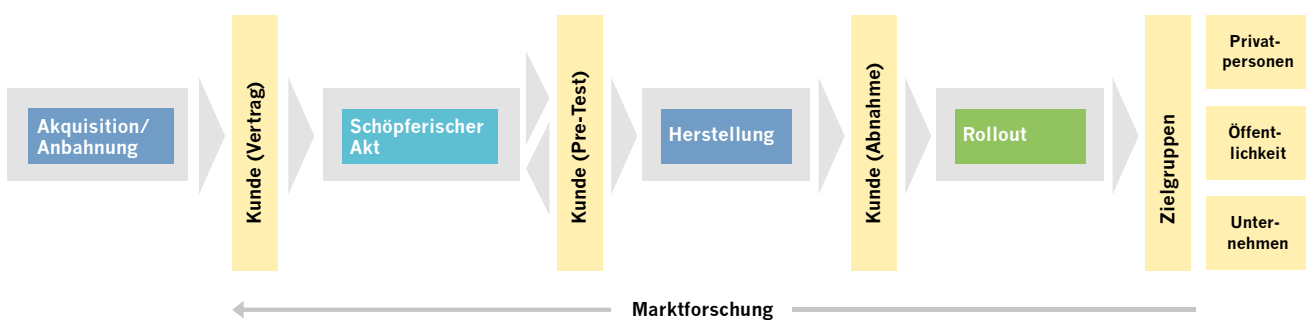 Akquisition/
Anbahnung
Kunde (Vertrag)
Schöpferischer
Akt
Kunde (Pre-Test)
Herstellung
Kunde (Abnahme)
Rollout
Zielgruppen
Privat-
personen
Öffent-
lichkeit
Unter-
nehmen
Marktforschung